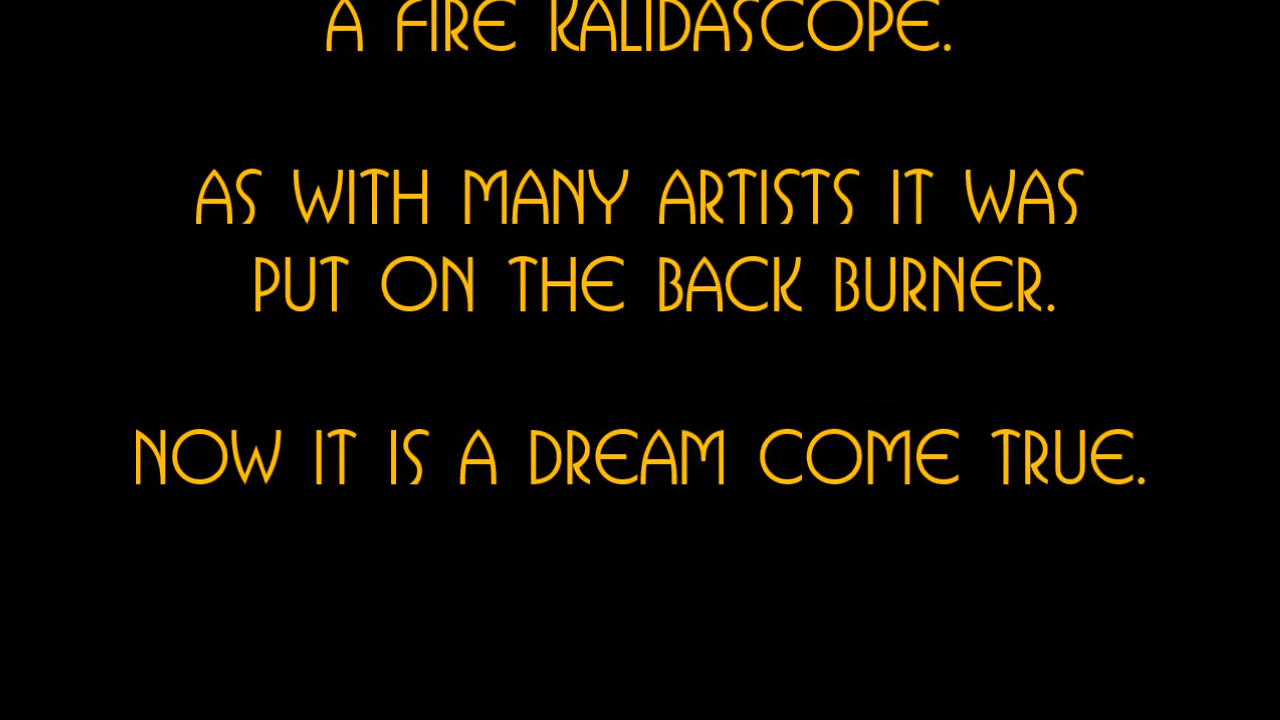 A FIRE KALIDASCOPE.
AS WITH MANY ARTISTS IT WAS
PUT ON THE BACK BURNER.
NOW IT IS A DREAM COME TRUE.